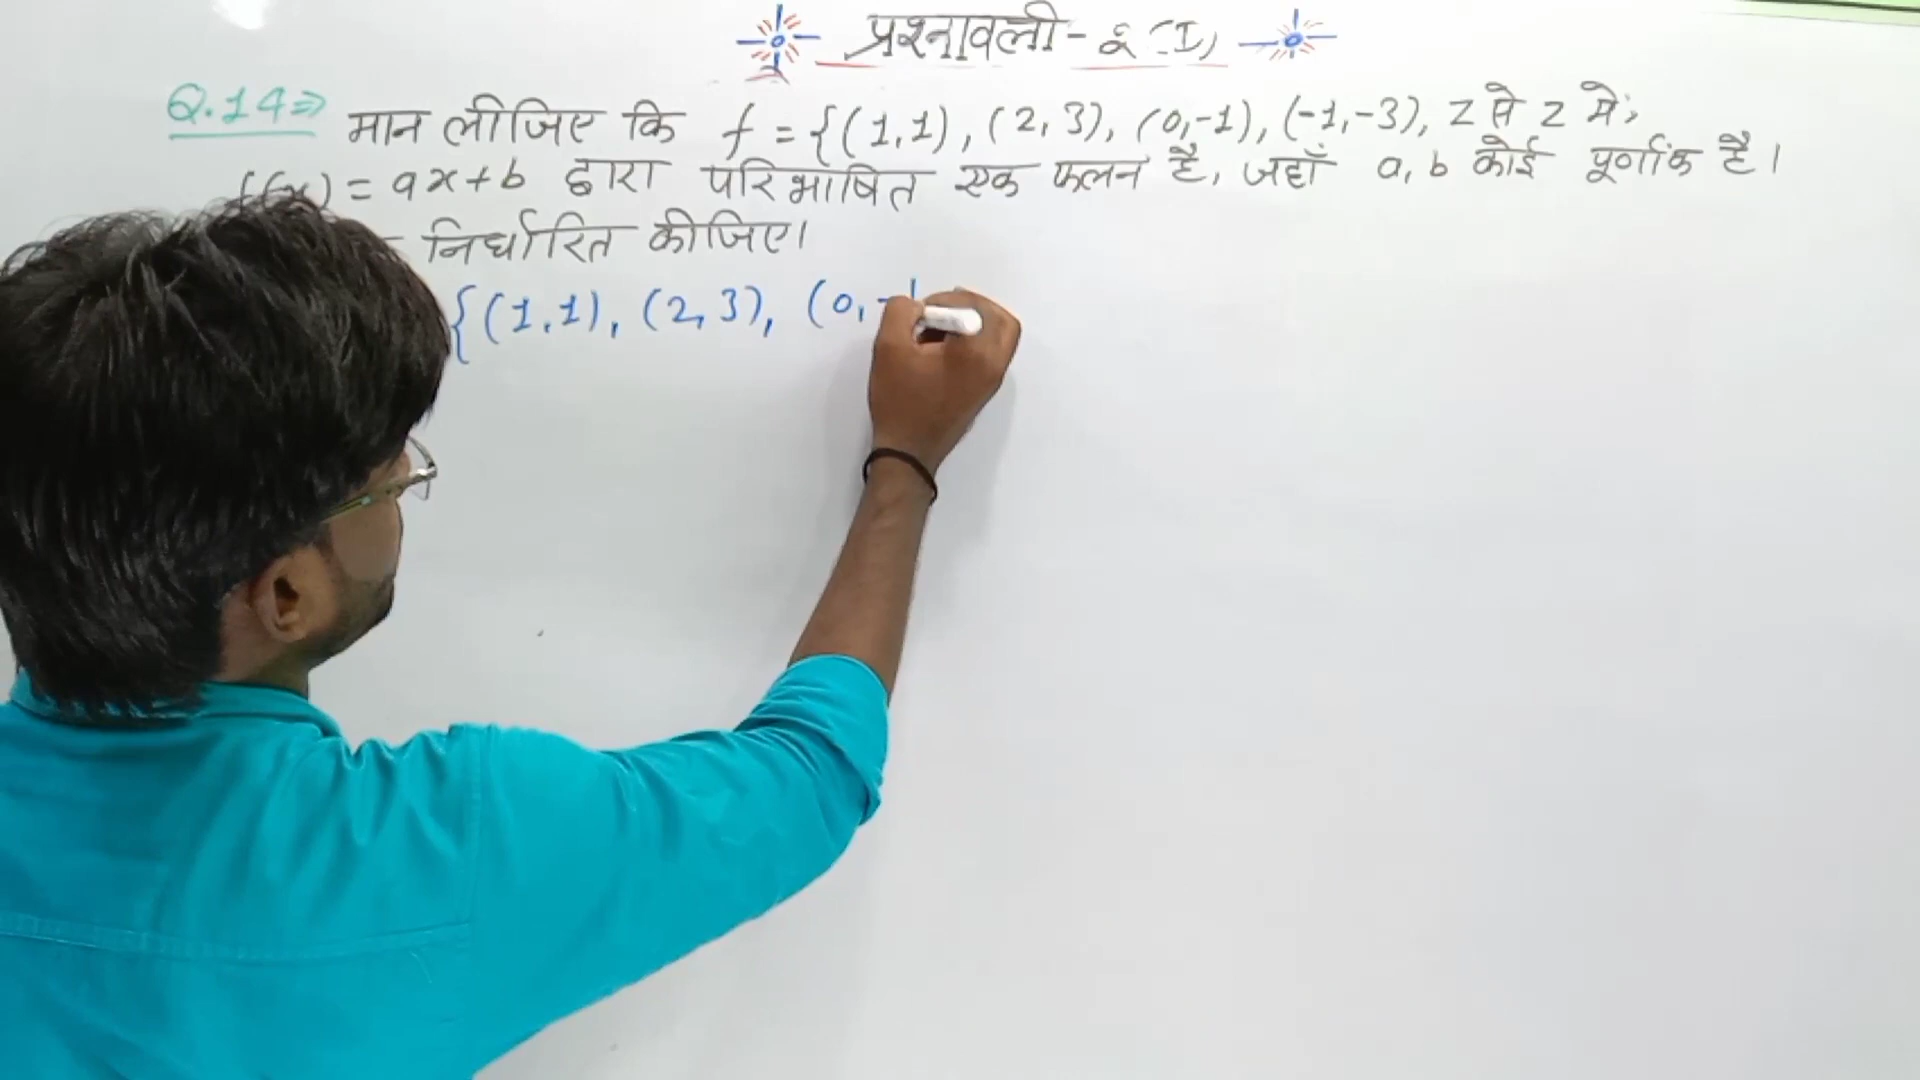 प्रश्नावली- 2 (I)
Q.14⇒ मान लीजिए कि f = {(1,1), (2,3), (0,-1), (-1,-3), Z से Z में;
f(x) = ax+b द्वारा परिभाषित एक फलन है, जहाँ a, b कोई पूर्णांक है।
निर्धारित कीजिए।
{(1,1), (2,3), (0,-1